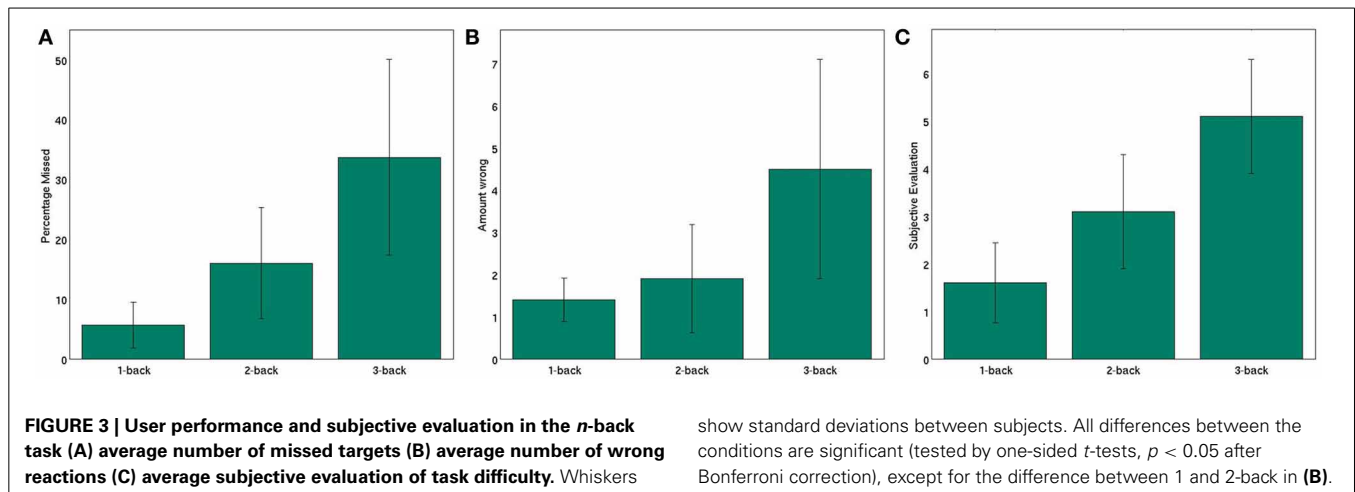 A
50
40
30
20
10
0
Percentage Missed
1-back
2-back
3-back
B
7
6
5
4
3
2
1
0
Amount wrong
1-back
2-back
3-back
C
6
5
4
3
2
1
0
Subjective Evaluation
1-back
2-back
3-back
FIGURE 3 | User performance and subjective evaluation in the n-back
task (A) average number of missed targets (B) average number of wrong
reactions (C) average subjective evaluation of task difficulty. Whiskers
show standard deviations between subjects. All differences between the
conditions are significant (tested by one-sided t-tests, p < 0.05 after
Bonferroni correction), except for the difference between 1 and 2-back in (B).